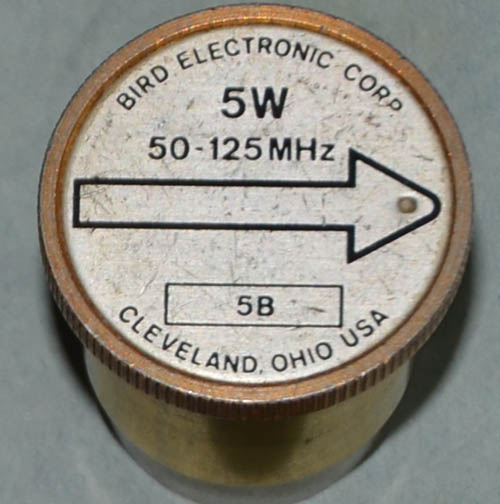 BIRD ELECTRONIC CORP.
5W
50-125MHz
5B
CLEVELAND, OHIO USA